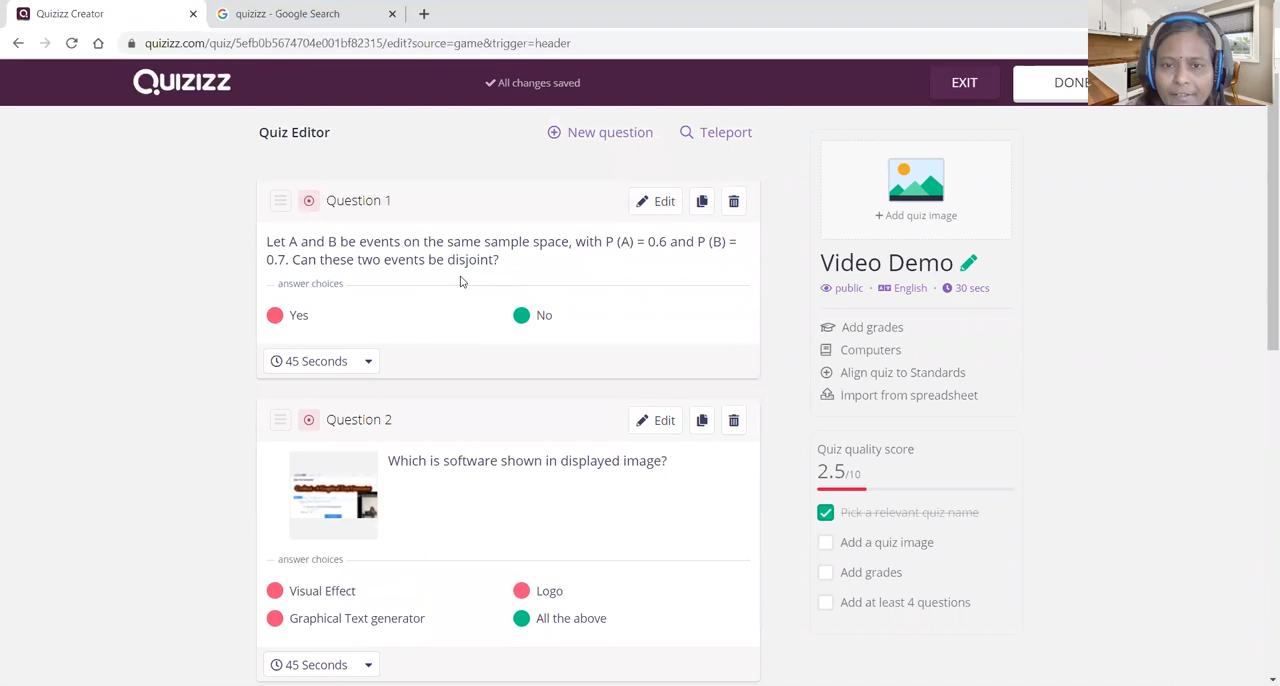 Quizizz Creator
quizizz - Google Search
quizizz.com/quiz/5efb0b5674704e001bf82315/edit?source=game&trigger=header
QUIZIZZ
All changes saved
EXIT
DONE
Quiz Editor
New question
Teleport
Question 1
Edit
Let A and B be events on the same sample space, with P (A) = 0.6 and P (B) =
0.7. Can these two events be disjoint?
answer choices
Yes
No
45 Seconds
Question 2
Edit
Which is software shown in displayed image?
answer choices
Visual Effect
Logo
Graphical Text generator
All the above
45 Seconds
+ Add quiz image
Video Demo
public · English · 30 secs
Add grades
Computers
Align quiz to Standards
Import from spreadsheet
Quiz quality score
2.5/10
Pick a relevant quiz name
Add a quiz image
Add grades
Add at least 4 questions